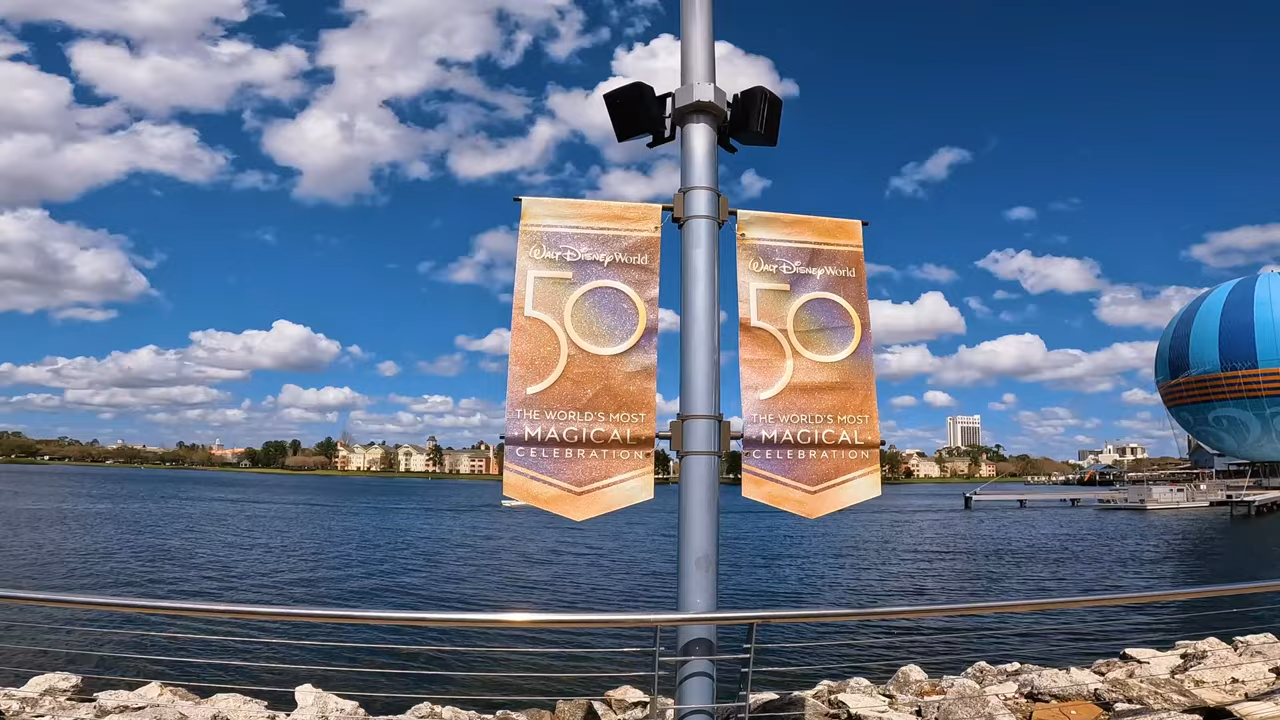 Walt Disney World
50
THE WORLD'S MOST
MAGICAL
CELEBRATION
Walt Disney World
50
THE WORLD'S MOST
MAGICAL
CELEBRATION